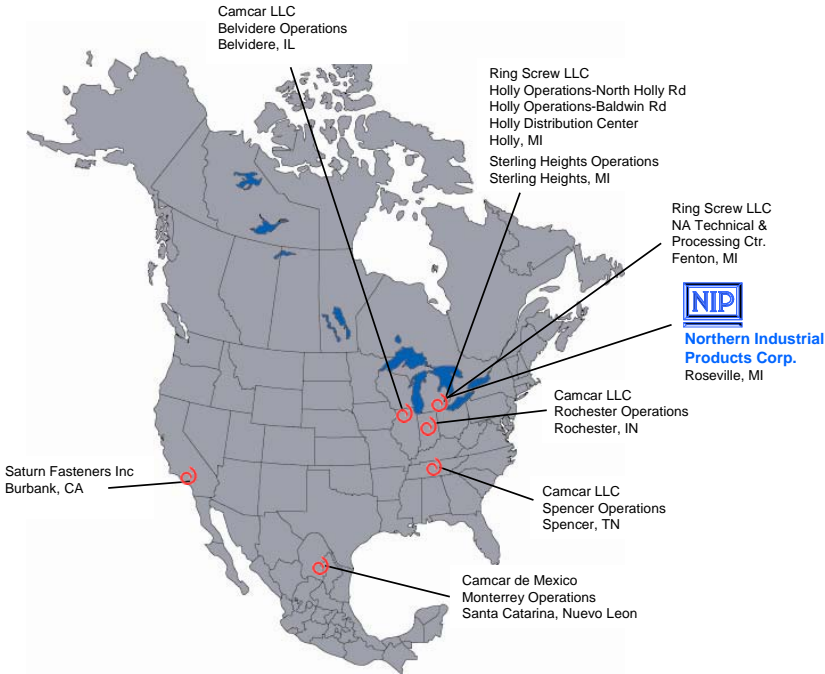 Camcar LLC
Belvidere Operations
Belvidere, IL
Ring Screw LLC
Holly Operations-North Holly Rd
Holly Operations-Baldwin Rd
Holly Distribution Center
Holly, MI
Sterling Heights Operations
Sterling Heights, MI
Ring Screw LLC
NA Technical &
Processing Ctr.
Fenton, MI
NIP
Northern Industrial
Products Corp.
Roseville, MI
Camcar LLC
Rochester Operations
Rochester, IN
Saturn Fasteners Inc
Burbank, CA
Camcar LLC
Spencer Operations
Spencer, TN
Camcar de Mexico
Monterrey Operations
Santa Catarina, Nuevo Leon